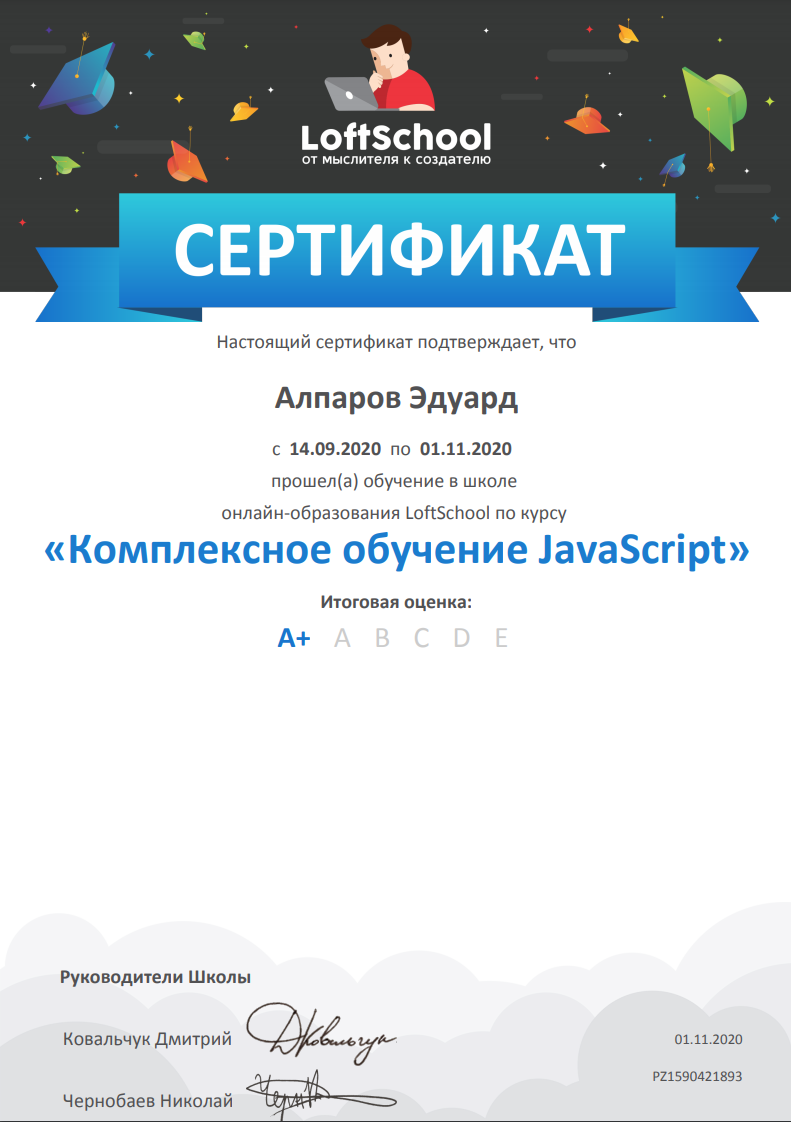 LoftSchool
от мыслителя к создателю
СЕРТИФИКАТ
Настоящий сертификат подтверждает, что
Алпаров Эдуард
с 14.09.2020 по 01.11.2020
прошел(а) обучение в школе
онлайн-образования LoftSchool по курсу
«Комплексное обучение JavaScript»
Итоговая оценка:
A+ A B C D E
Руководители Школы
Ковальчук Дмитрий
01.11.2020
PZ1590421893
Чернобаев Николай